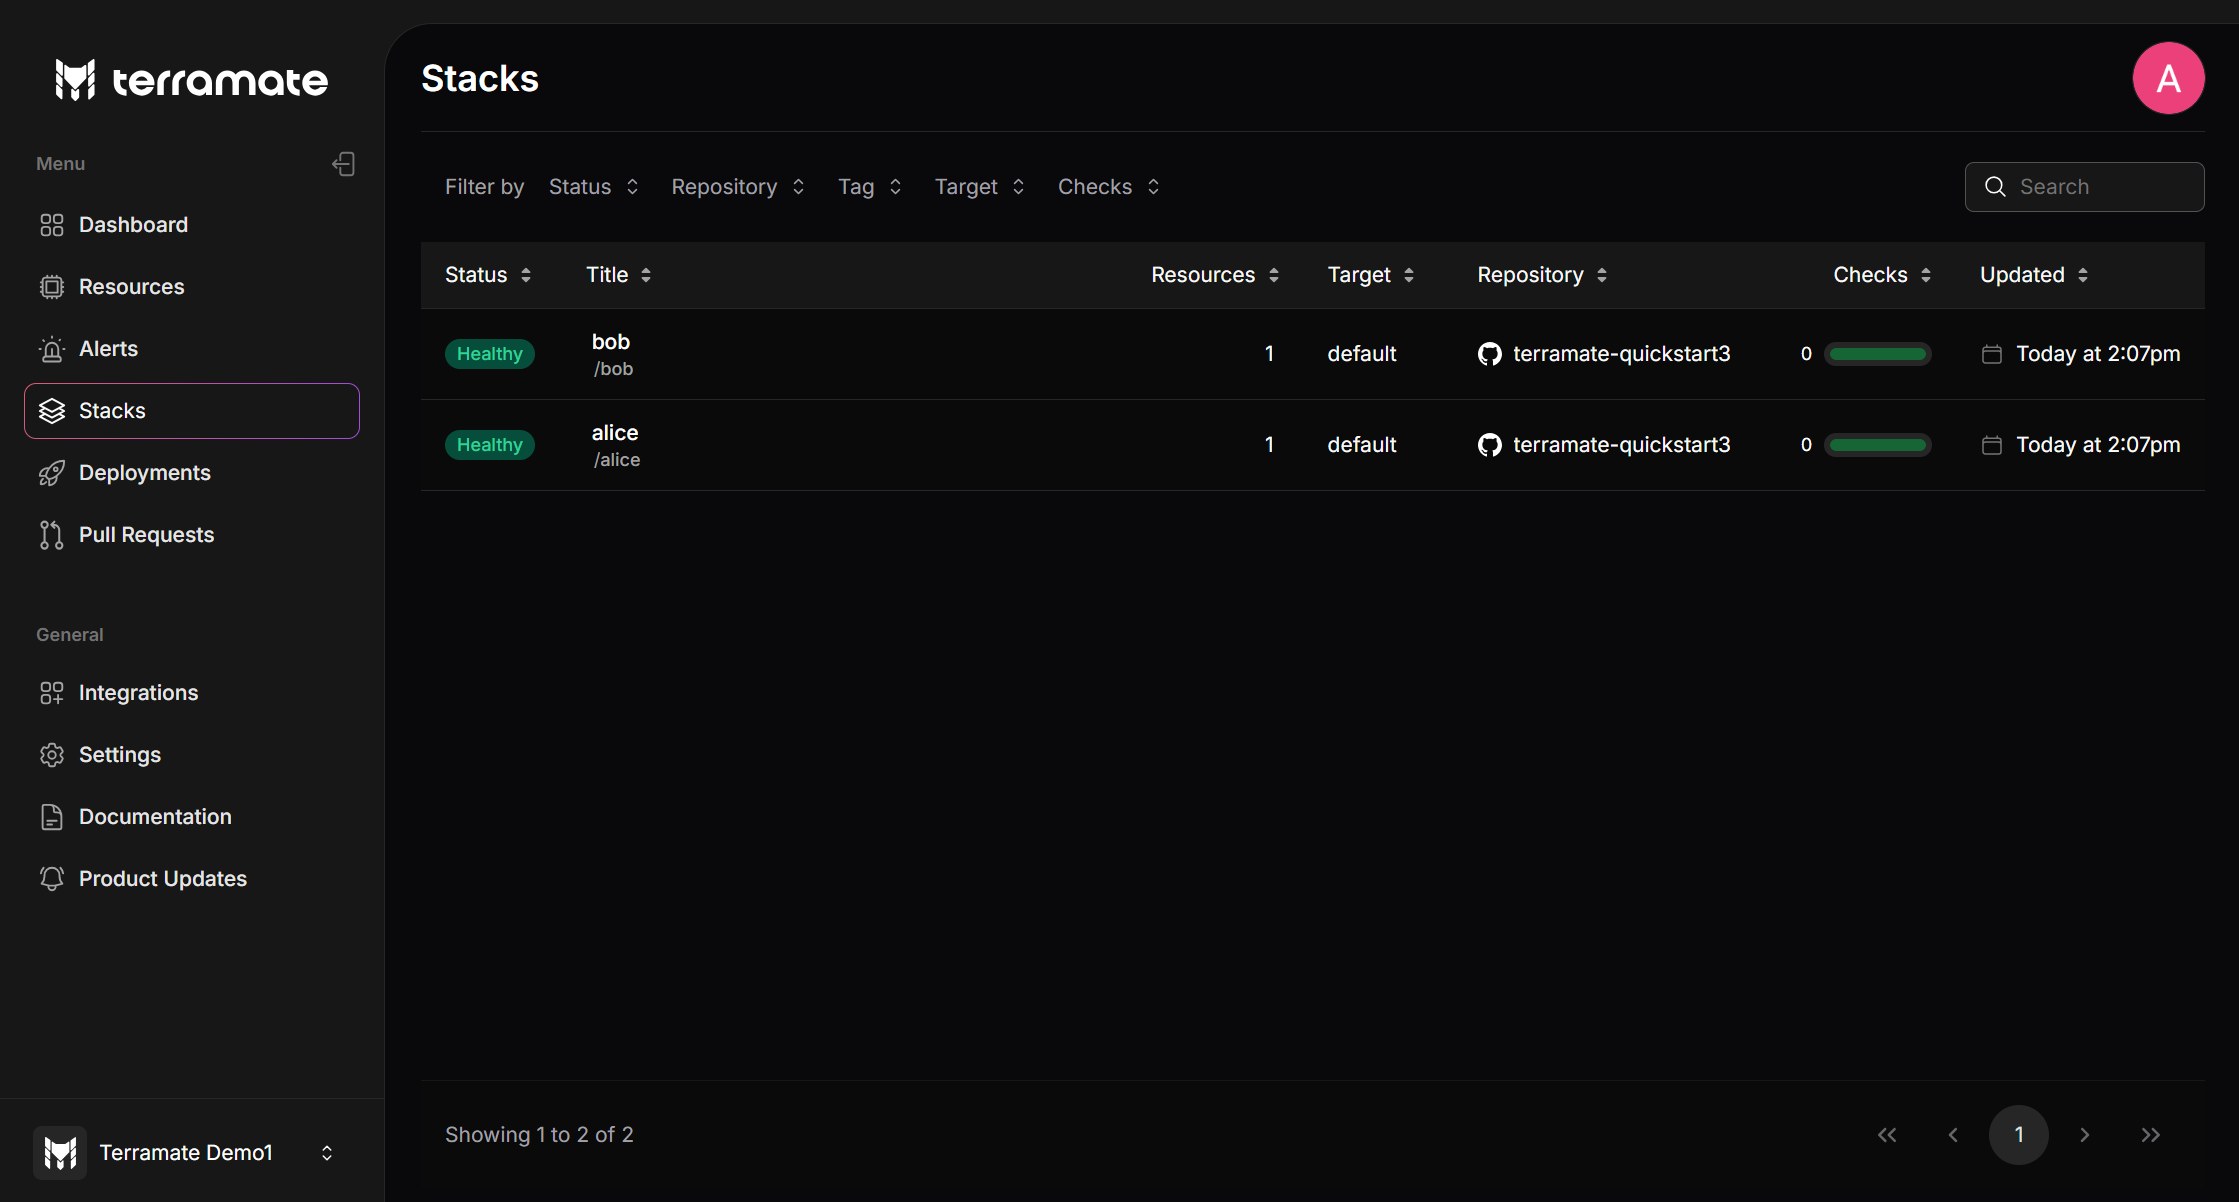 terramate
Menu
Dashboard
Resources
Alerts
Stacks
Deployments
Pull Requests
General
Integrations
Settings
Documentation
Product Updates
Terramate Demo1
Stacks
A
Filter by Status Repository Tag Target Checks
Search
Status Title Resources Target Repository Checks Updated
Healthy bob 1 default terramate-quickstart3 0 Today at 2:07pm
/bob
Healthy alice 1 default terramate-quickstart3 0 Today at 2:07pm
/alice
Showing 1 to 2 of 2
1